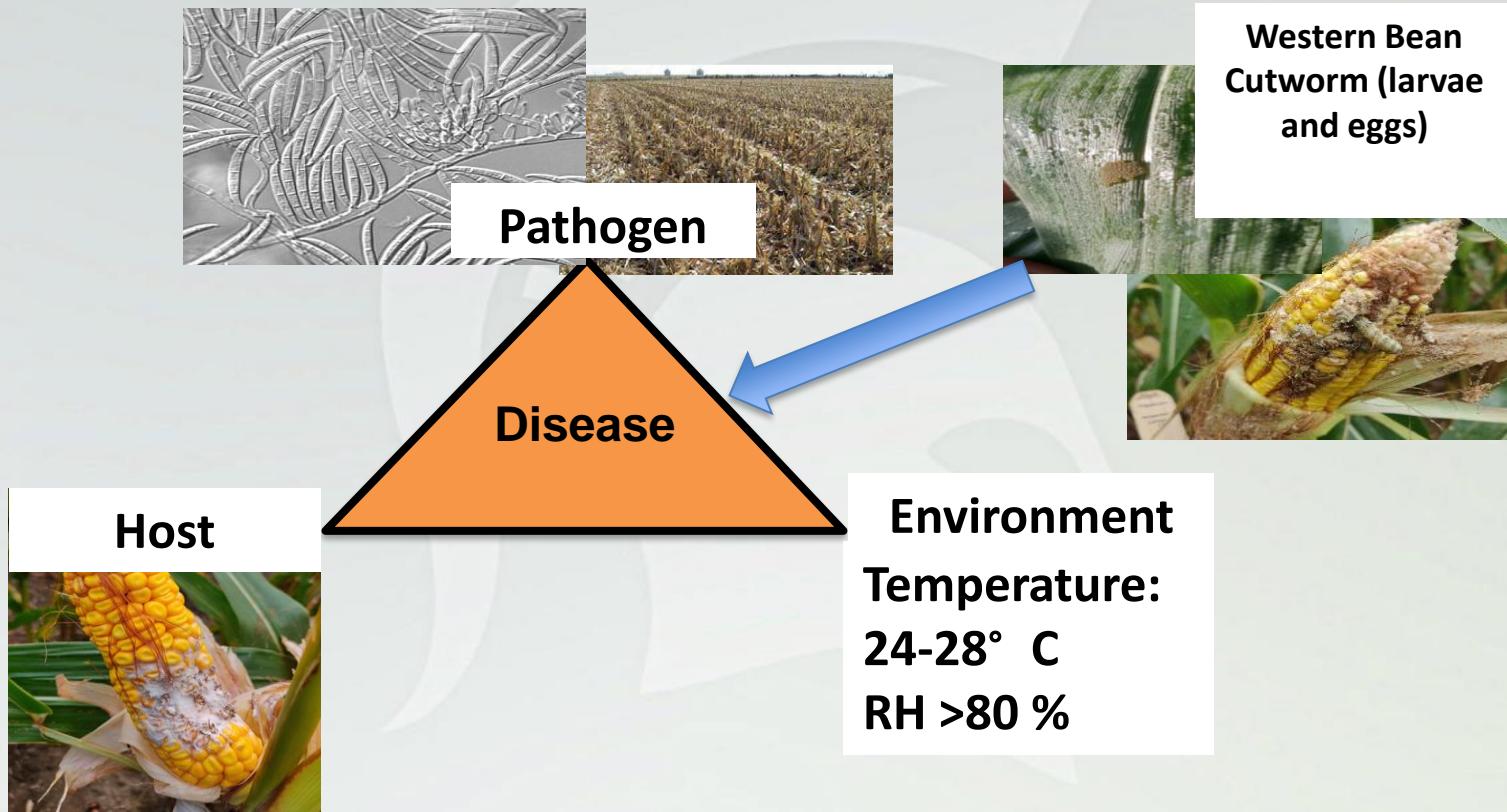 Western Bean
Cutworm (larvae
and eggs)
Pathogen
Disease
Host
Environment
Temperature:
24-28° C
RH >80 %